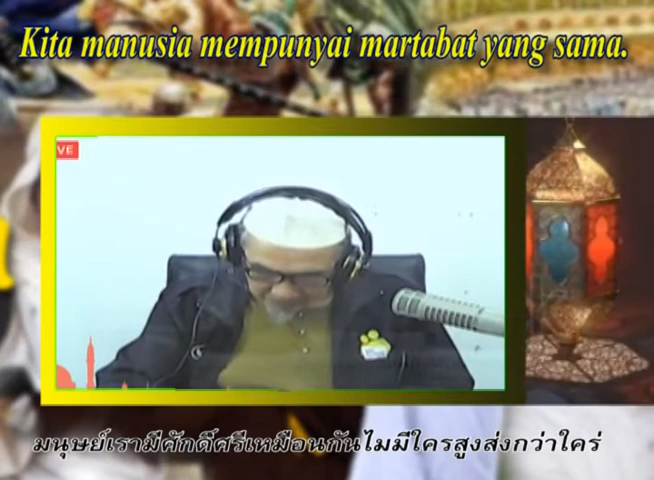 Kita manusia mempunyai martabat yang sama.
VE
มนุษย์เรามีศักดิ์ศรีเหมือนกันไมมีใครสูงส่งกว่าใคร่